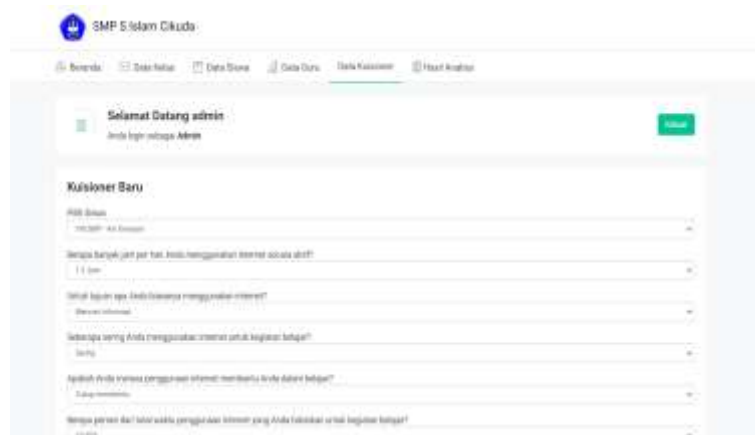 SMP S Islam Cikuda
Beranda Data Kelas Data Siswa Data Guru Data Kuisioner Hasil Analisis
Selamat Datang admin
Anda login sebagai Admin
Keluar
Kuisioner Baru
Pilih Siswa
Berapa banyak jam per hari Anda menggunakan internet secara aktif?
1-3 Jam
Untuk tujuan apa Anda biasanya menggunakan internet?
Mencari informasi
Seberapa sering Anda menggunakan internet untuk kegiatan belajar?
Sering
Apakah Anda merasa penggunaan internet membantu Anda dalam belajar?
Cukup membantu
Berapa persen dari total waktu penggunaan internet yang Anda habiskan untuk kegiatan belajar?